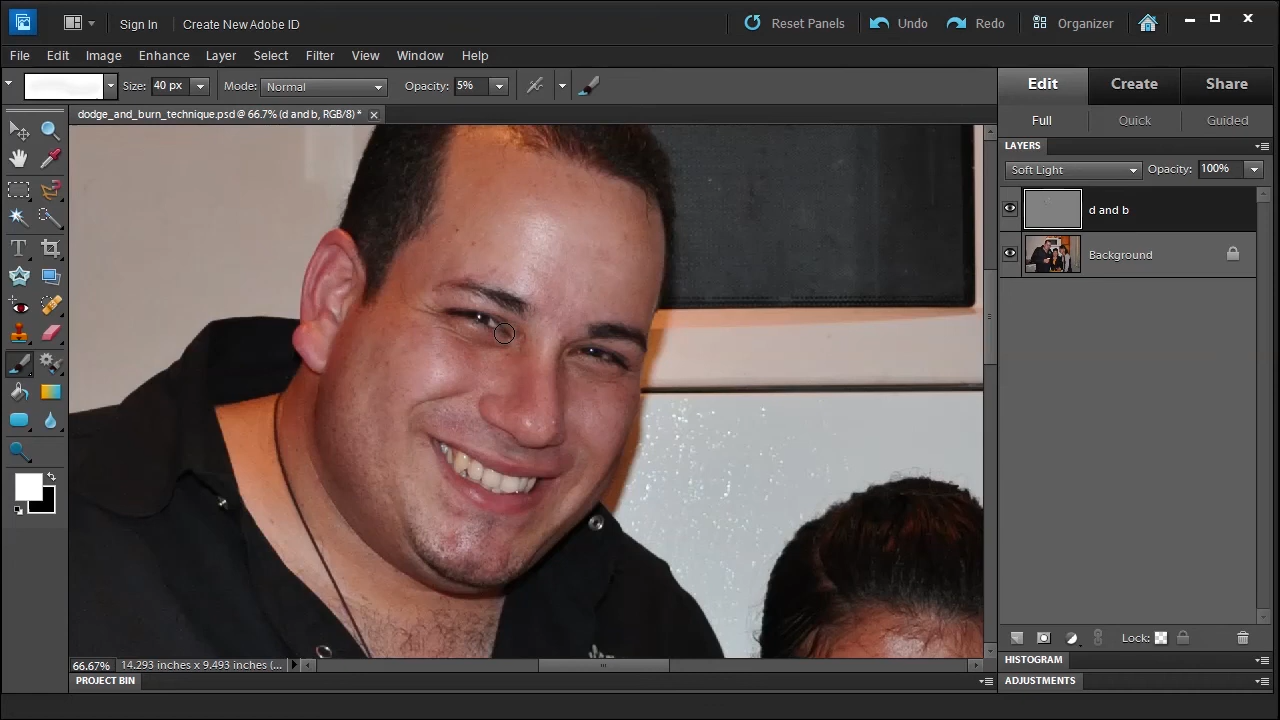 Sign In Create New Adobe ID Reset Panels Undo Redo Organizer
File Edit Image Enhance Layer Select Filter View Window Help
Size: 40 px Mode: Normal Opacity: 5% Edit Create Share
dodge_and_burn_technique.psd @ 66.7% (d and b, RGB/8) * Full Quick Guided
LAYERS
Soft Light Opacity: 100%
d and b
Background
Lock:
66.67% 14.293 inches x 9.493 inches (... HISTOGRAM
PROJECT BIN ADJUSTMENTS